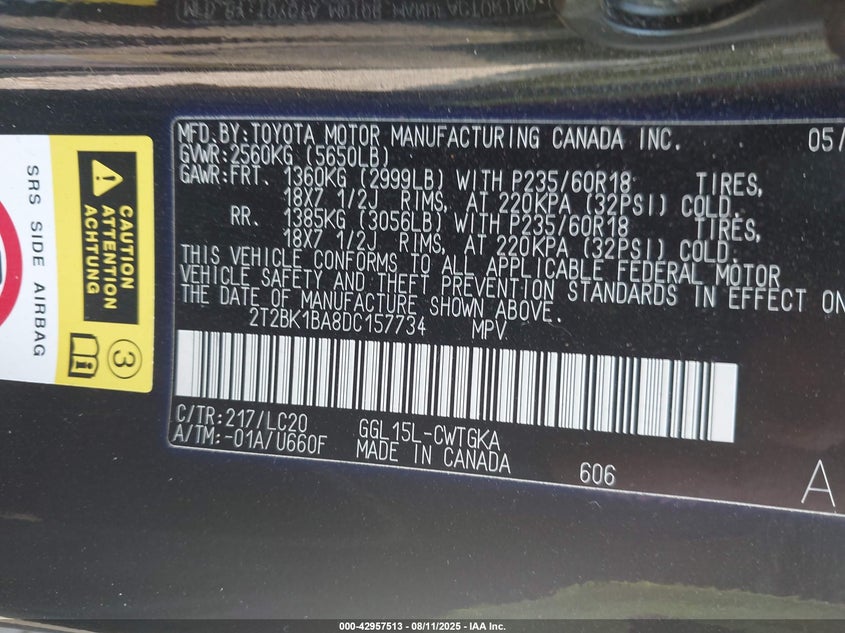 MFD.BY:TOYOTA MOTOR MANUFACTURING CANADA INC. 05/
GVWR:2560KG (5650LB)
GAWR:FRT. 1360KG (2999LB) WITH P235/60R18 TIRES,
18X7 1/2J RIMS, AT 220KPA (32PSI) COLD.
RR. 1385KG (3056LB) WITH P235/60R18 TIRES,
18X7 1/2J RIMS, AT 220KPA (32PSI) COLD.
THIS VEHICLE CONFORMS TO ALL APPLICABLE FEDERAL MOTOR
VEHICLE SAFETY AND THEFT PREVENTION STANDARDS IN EFFECT ON
THE DATE OF MANUFACTURE SHOWN ABOVE.
2T2BK1BA8DC157734 MPV
C/TR:217/LC20 GGL15L-CWTGKA
A/TM:-01A/U660F MADE IN CANADA
606
A
SRS SIDE AIRBAG
CAUTION
ATTENTION
ACHTUNG
3
000-42957513 - 08/11/2025 - IAA Inc.